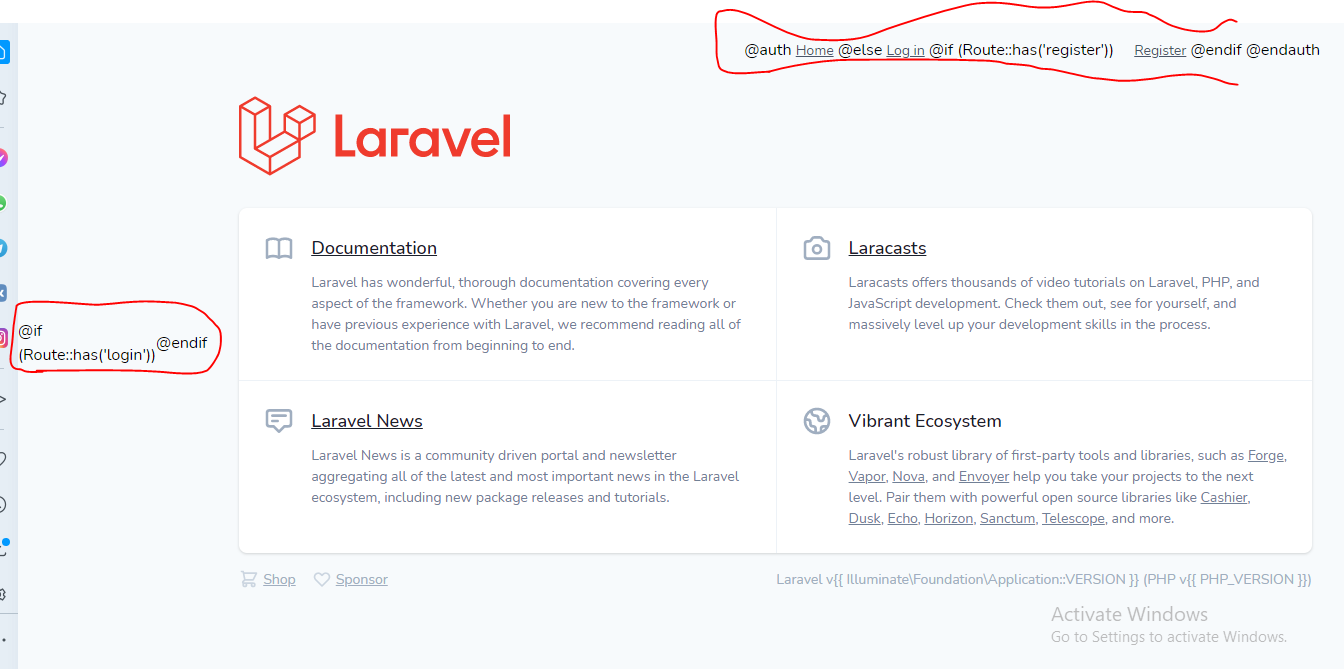 @auth Home @else Log in @if (Route::has('register')) Register @endif @endauth
Laravel
Documentation
Laravel has wonderful, thorough documentation covering every
aspect of the framework. Whether you are new to the framework or
have previous experience with Laravel, we recommend reading all of
the documentation from beginning to end.
Laracasts
Laracasts offers thousands of video tutorials on Laravel, PHP, and
JavaScript development. Check them out, see for yourself, and
massively level up your development skills in the process.
@if
(Route::has('login'))
@endif
Laravel News
Laravel News is a community driven portal and newsletter
aggregating all of the latest and most important news in the Laravel
ecosystem, including new package releases and tutorials.
Vibrant Ecosystem
Laravel's robust library of first-party tools and libraries, such as Forge,
Vapor, Nova, and Envoyer help you take your projects to the next
level. Pair them with powerful open source libraries like Cashier,
Dusk, Echo, Horizon, Sanctum, Telescope, and more.
Shop Sponsor
Laravel v{{ Illuminate\Foundation\Application::VERSION }} (PHP v{{ PHP_VERSION }})
Activate Windows
Go to Settings to activate Windows.